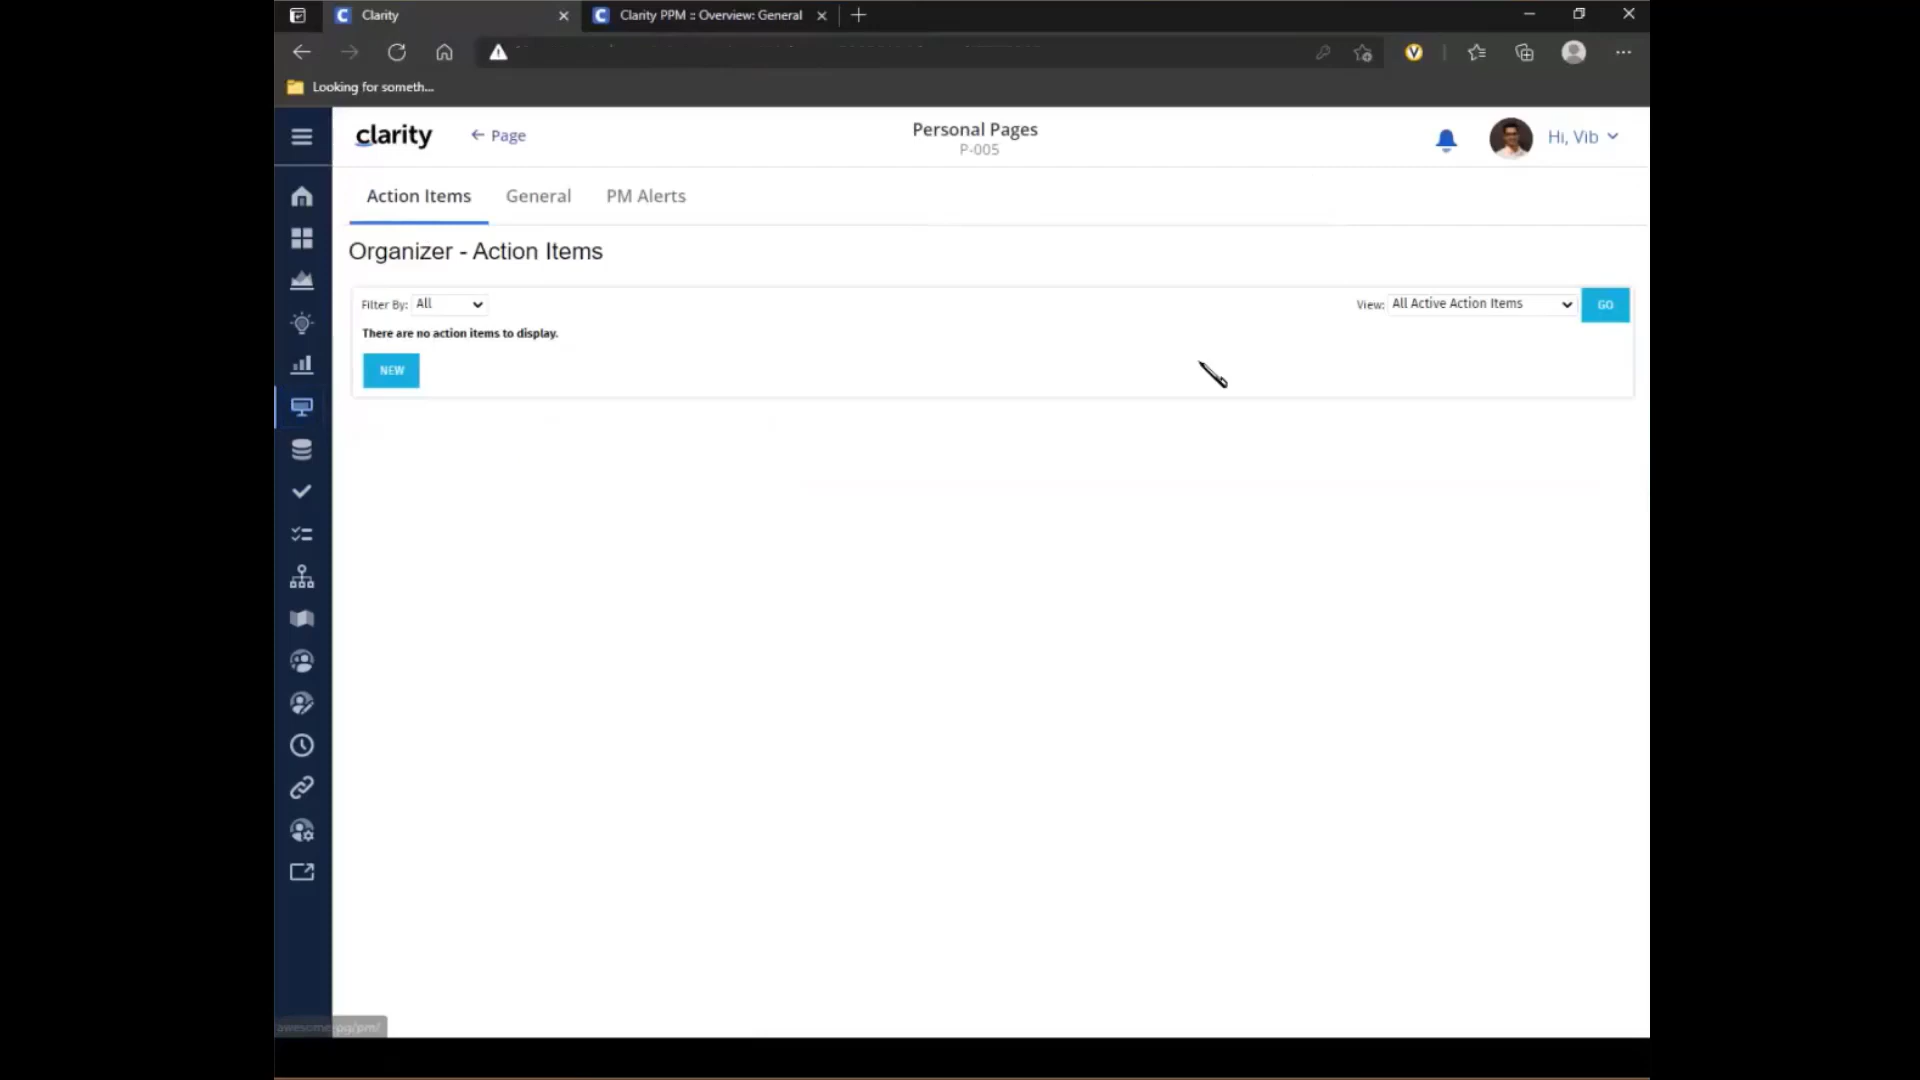 Clarity
Clarity PPM :: Overview: General
Looking for someth...
clarity
Page
Personal Pages
P-005
Hi, Vib
Action Items
General
PM Alerts
Organizer - Action Items
Filter By: All
View: All Active Action Items
GO
There are no action items to display.
NEW